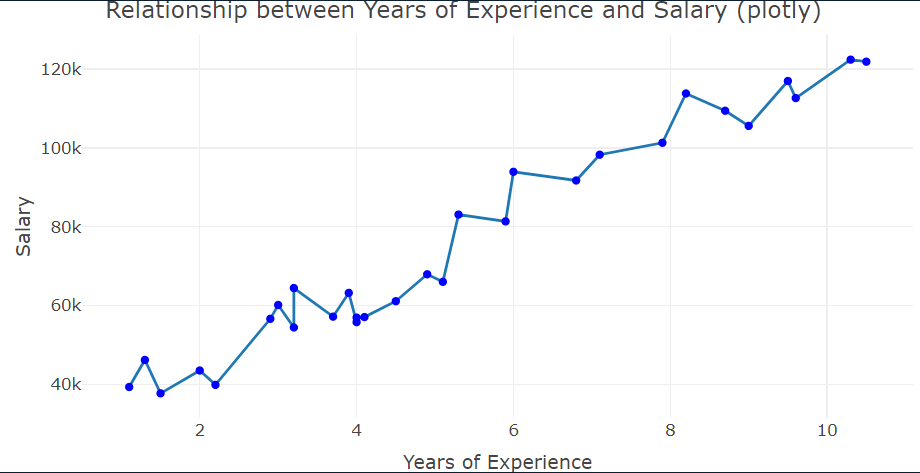 Relationship between Years of Experience and Salary (plotly)
120k
100k
80k
60k
40k
Salary
2 4 6 8 10
Years of Experience